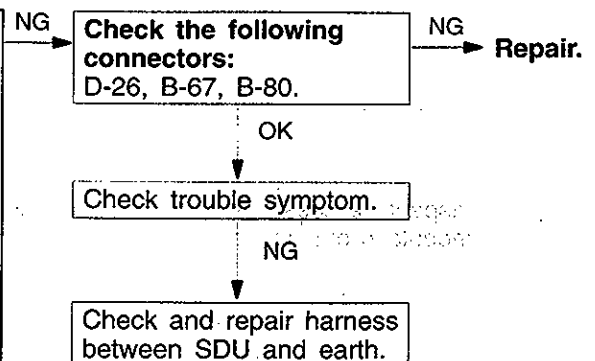 NG
Check the following
connectors:
D-26, B-67, B-80.
NG
Repair.
OK
Check trouble symptom.
NG
Check and repair harness
between SDU and earth.